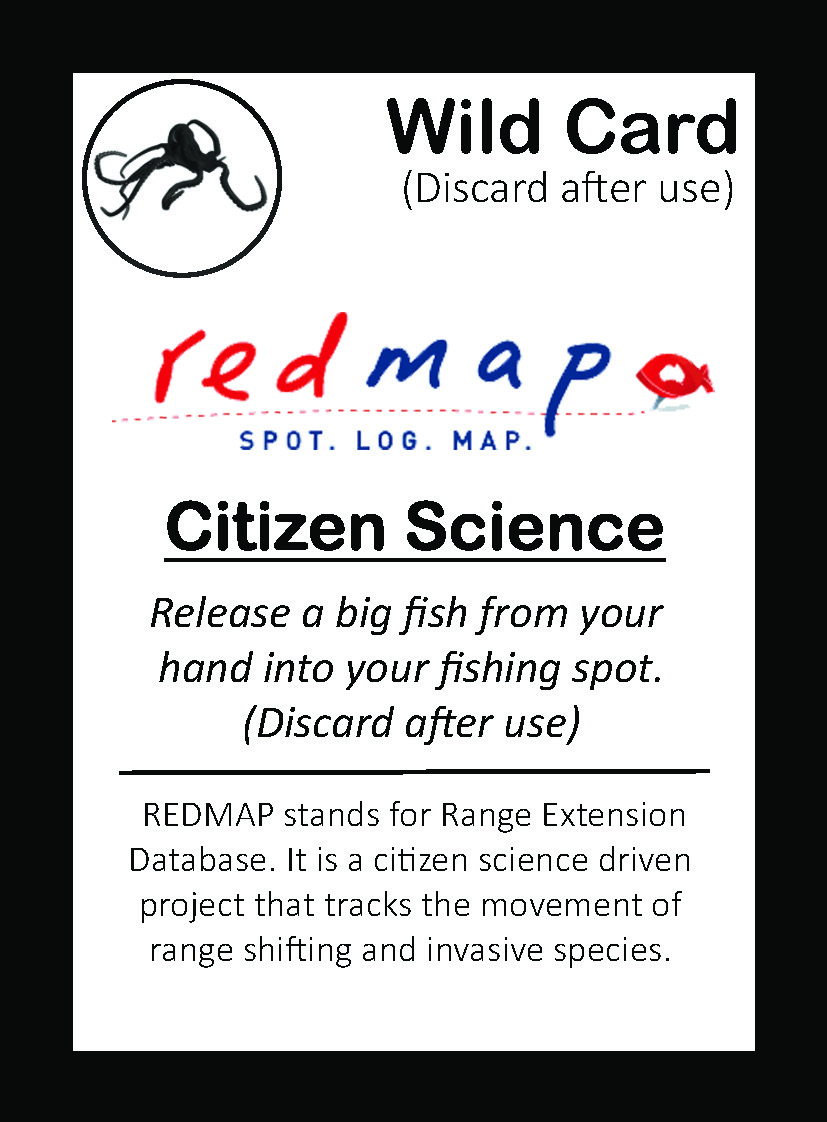 Wild Card
(Discard after use)
redmap
SPOT. LOG. MAP.
Citizen Science
Release a big fish from your
hand into your fishing spot.
(Discard after use)
REDMAP stands for Range Extension
Database. It is a citizen science driven
project that tracks the movement of
range shifting and invasive species.